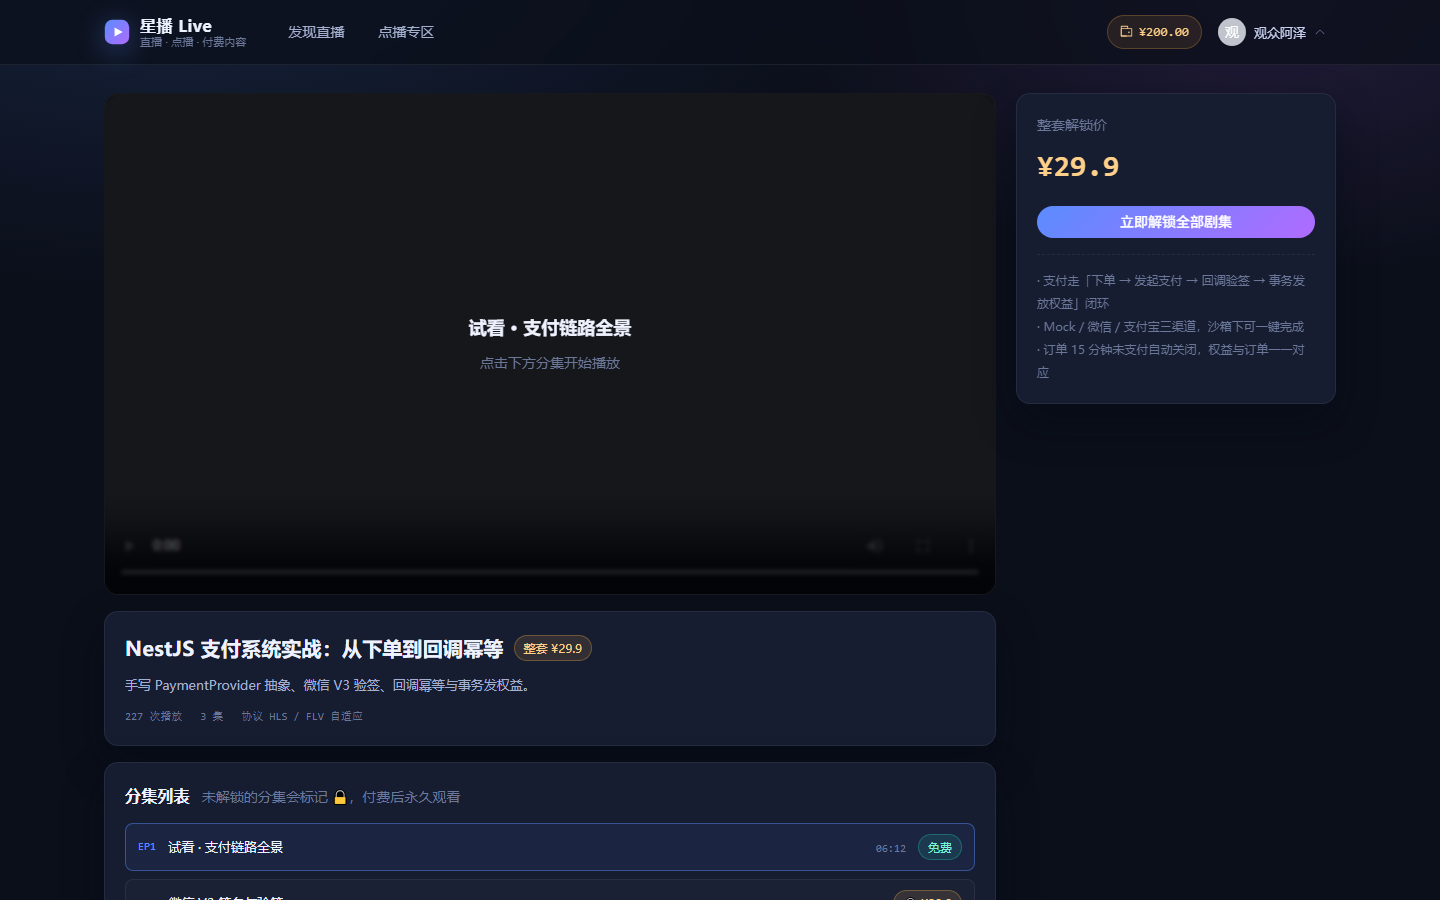 星播 Live
直播 · 点播 · 付费内容
发现直播
点播专区
¥200.00
观
观众阿泽
试看 · 支付链路全景
点击下方分集开始播放
0:00
整套解锁价
¥29.9
立即解锁全部剧集
· 支付走「下单 → 发起支付 → 回调验签 → 事务发
放权益」闭环
· Mock / 微信 / 支付宝三渠道，沙箱下可一键完成
· 订单 15 分钟未支付自动关闭，权益与订单一一对
应
NestJS 支付系统实战：从下单到回调幂等
整套 ¥29.9
手写 PaymentProvider 抽象、微信 V3 验签、回调幂等与事务发权益。
227 次播放 3 集 协议 HLS / FLV 自适应
分集列表 未解锁的分集会标记 🔒，付费后永久观看
EP1 试看 · 支付链路全景 06:12 免费